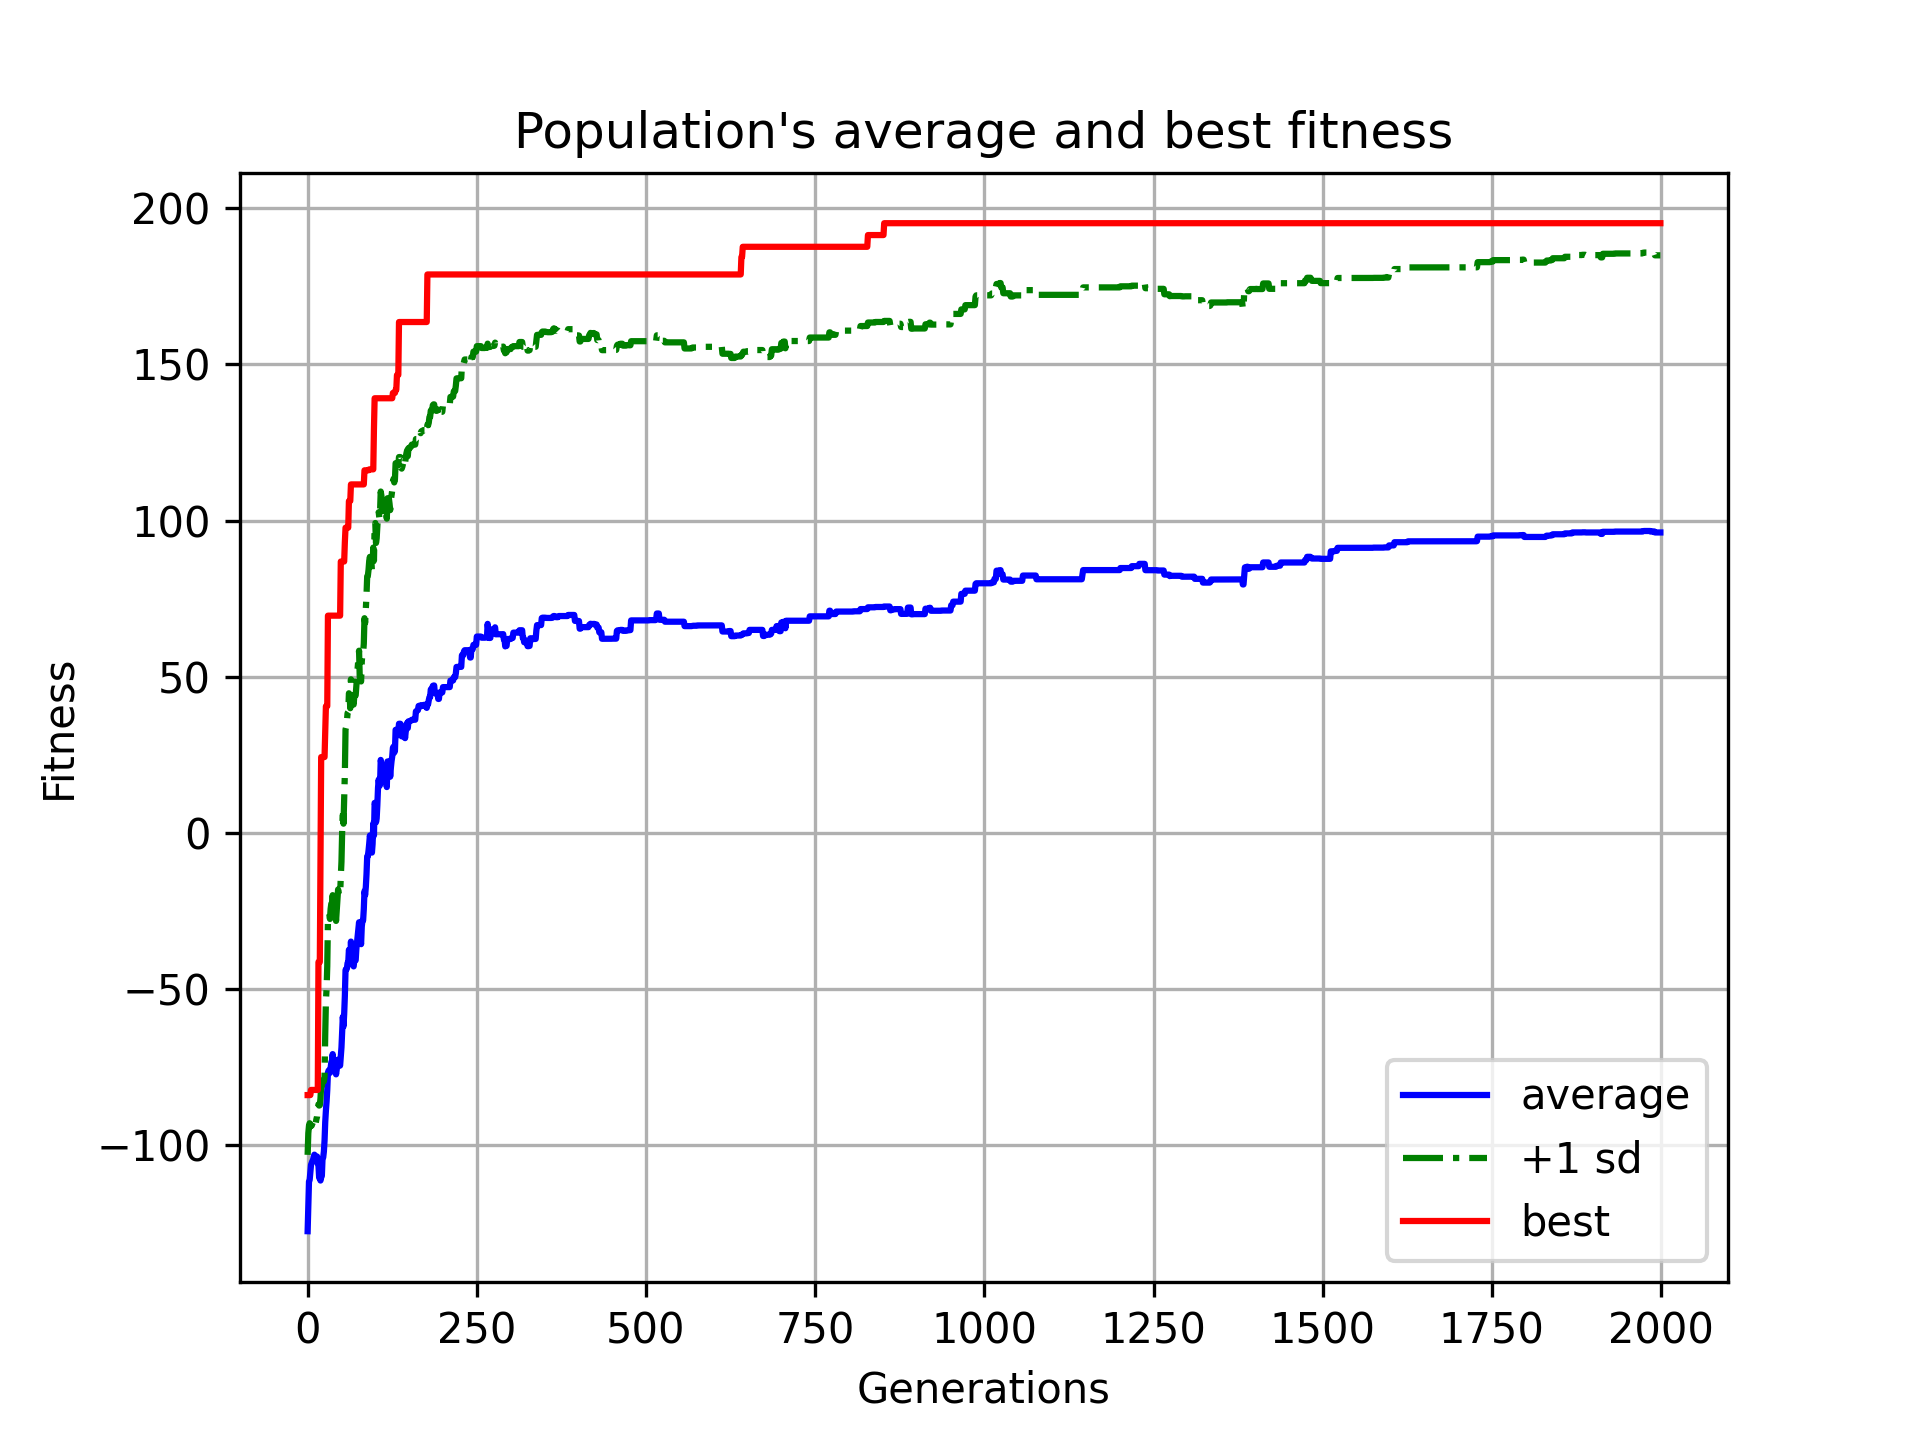 Population's average and best fitness
200
150
100
50
0
−50
−100
Fitness
average
+1 sd
best
0 250 500 750 1000 1250 1500 1750 2000
Generations